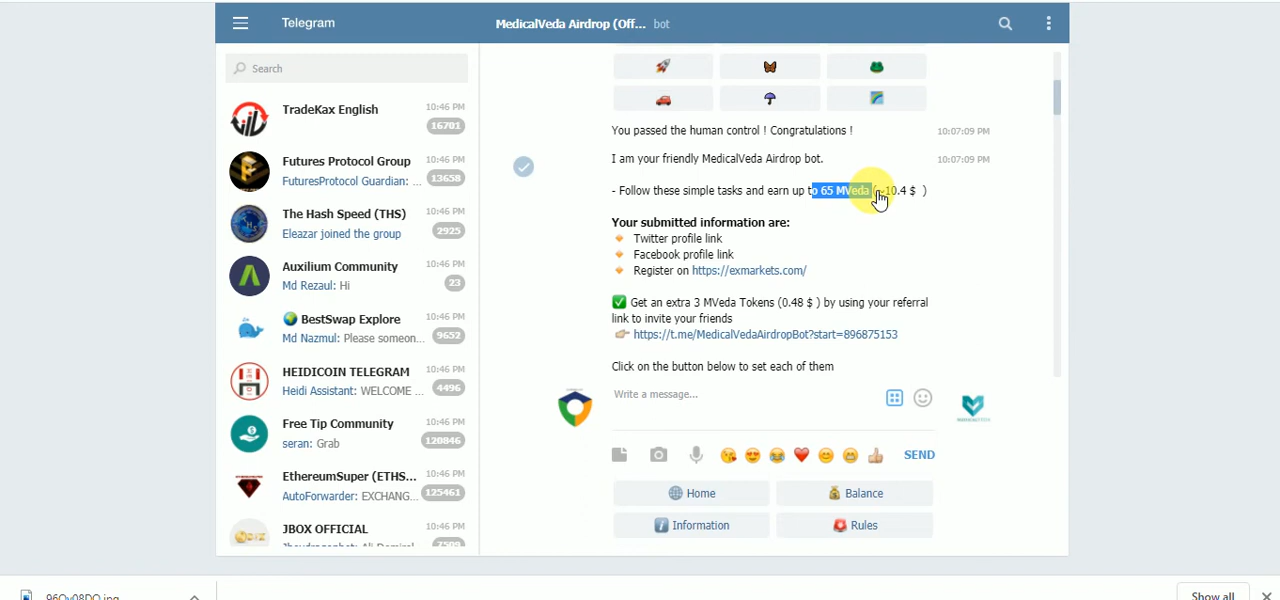 Telegram
MedicalVeda Airdrop (Off... bot
Search
TradeKax English 10:46 PM
16701
Futures Protocol Group 10:46 PM
FuturesProtocol Guardian: ... 13658
The Hash Speed (THS) 10:46 PM
Eleazar joined the group 2925
Auxilium Community 10:46 PM
Md Rezaul: Hi 23
BestSwap Explore 10:46 PM
Md Nazmul: Please someon... 9652
HEIDICOIN TELEGRAM 10:46 PM
Heidi Assistant: WELCOME ... 4496
Free Tip Community 10:46 PM
seran: Grab 120846
EthereumSuper (ETHS... 10:46 PM
AutoForwarder: EXCHANG... 125461
JBOX OFFICIAL 10:46 PM
You passed the human control ! Congratulations ! 10:07:09 PM
I am your friendly MedicalVeda Airdrop bot. 10:07:09 PM
- Follow these simple tasks and earn up to 65 MVeda (~10.4 $ )
Your submitted information are:
Twitter profile link
Facebook profile link
Register on https://exmarkets.com/
Get an extra 3 MVeda Tokens (0.48 $ ) by using your referral
link to invite your friends
https://t.me/MedicalVedaAirdropBot?start=896875153
Click on the button below to set each of them
Write a message...
SEND
Home
Balance
Information
Rules
Show all